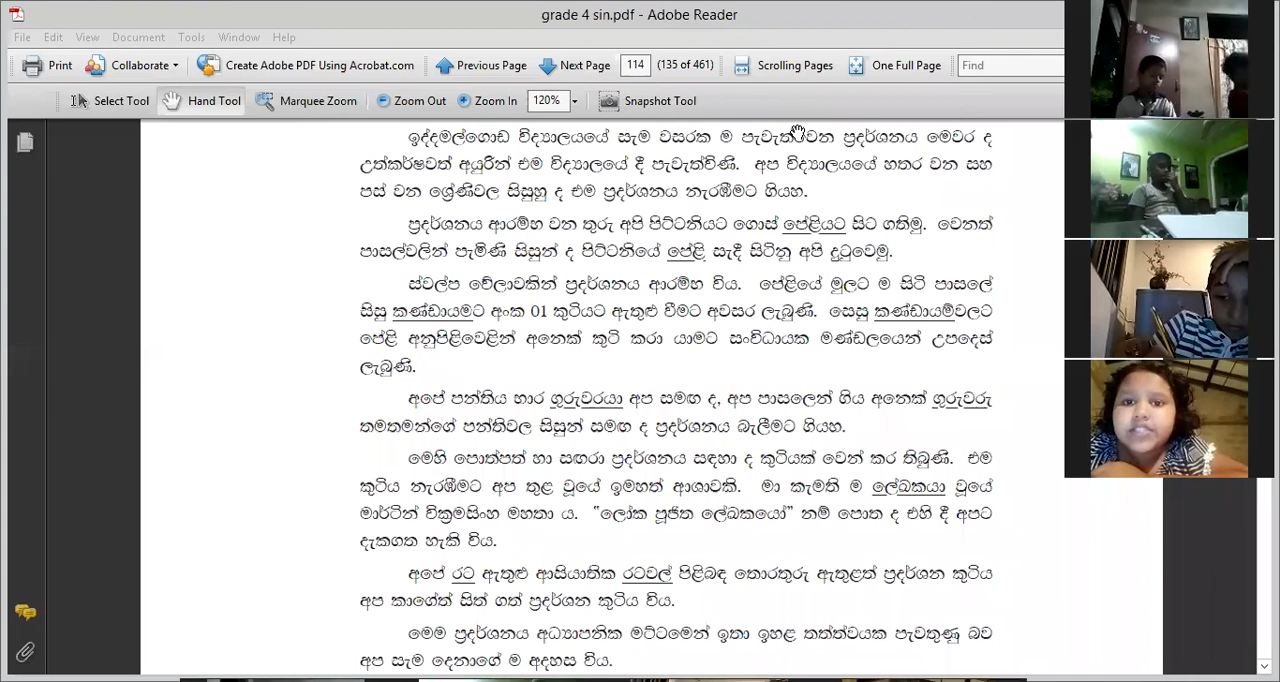 grade 4 sin.pdf - Adobe Reader
File Edit View Document Tools Window Help
Print Collaborate Create Adobe PDF Using Acrobat.com Previous Page Next Page 114 (135 of 461) Scrolling Pages One Full Page Find
Select Tool Hand Tool Marquee Zoom Zoom Out Zoom In 120% Snapshot Tool
ඉද්දමල්ගොඩ විද්‍යාලයයේ සැම වසරක ම පැවැත්වෙන ප්‍රදර්ශනය මෙවර ද
උත්කර්ෂවත් අයුරින් එම විද්‍යාලයේ දී පැවැත්විණි. අප විද්‍යාලයයේ හතර වන සහ
පස් වන ශ්‍රේණිවල සිසුහු ද එම ප්‍රදර්ශනය නැරඹීමට ගියහ.
ප්‍රදර්ශනය ආරම්භ වන තුරු අපි පිට්ටනියට ගොස් පේළියට සිට ගතිමු. වෙනත්
පාසල්වලින් පැමිණි සිසුන් ද පිට්ටනියේ පේළි සැදී සිටිනු අපි දුටුවෙමු.
ස්වල්ප වේලාවකින් ප්‍රදර්ශනය ආරම්භ විය. පේළියේ මුලට ම සිටි පාසලේ
සිසු කණ්ඩායමට අංක 01 කුටියට ඇතුළු වීමට අවසර ලැබුණි. සෙසු කණ්ඩායම්වලට
පේළි අනුපිළිවෙළින් අනෙක් කුටි කරා යාමට සංවිධායක මණ්ඩලයෙන් උපදෙස්
ලැබුණි.
අපේ පන්තිය භාර ගුරුවරයා අප සමඟ ද, අප පාසලෙන් ගිය අනෙක් ගුරුවරු
තමතමන්ගේ පන්තිවල සිසුන් සමඟ ද ප්‍රදර්ශනය බැලීමට ගියහ.
මෙහි පොත්පත් හා සඟරා ප්‍රදර්ශනය සඳහා ද කුටියක් වෙන් කර තිබුණි. එම
කුටිය නැරඹීමට අප තුළ වූයේ ඉමහත් ආශාවකි. මා කැමති ම ලේඛකයා වූයේ
මාර්ටින් වික්‍රමසිංහ මහතා ය. “ලෝක පූජිත ලේඛකයෝ” නම් පොත ද එහි දී අපට
දැකගත හැකි විය.
අපේ රට ඇතුළු ආසියාතික රටවල් පිළිබඳ තොරතුරු ඇතුළත් ප්‍රදර්ශන කුටිය
අප කාගේත් සිත් ගත් ප්‍රදර්ශන කුටිය විය.
මෙම ප්‍රදර්ශනය අධ්‍යාපනික මට්ටමෙන් ඉතා ඉහළ තත්ත්වයක පැවතුණු බව
අප සැම දෙනාගේ ම අදහස විය.